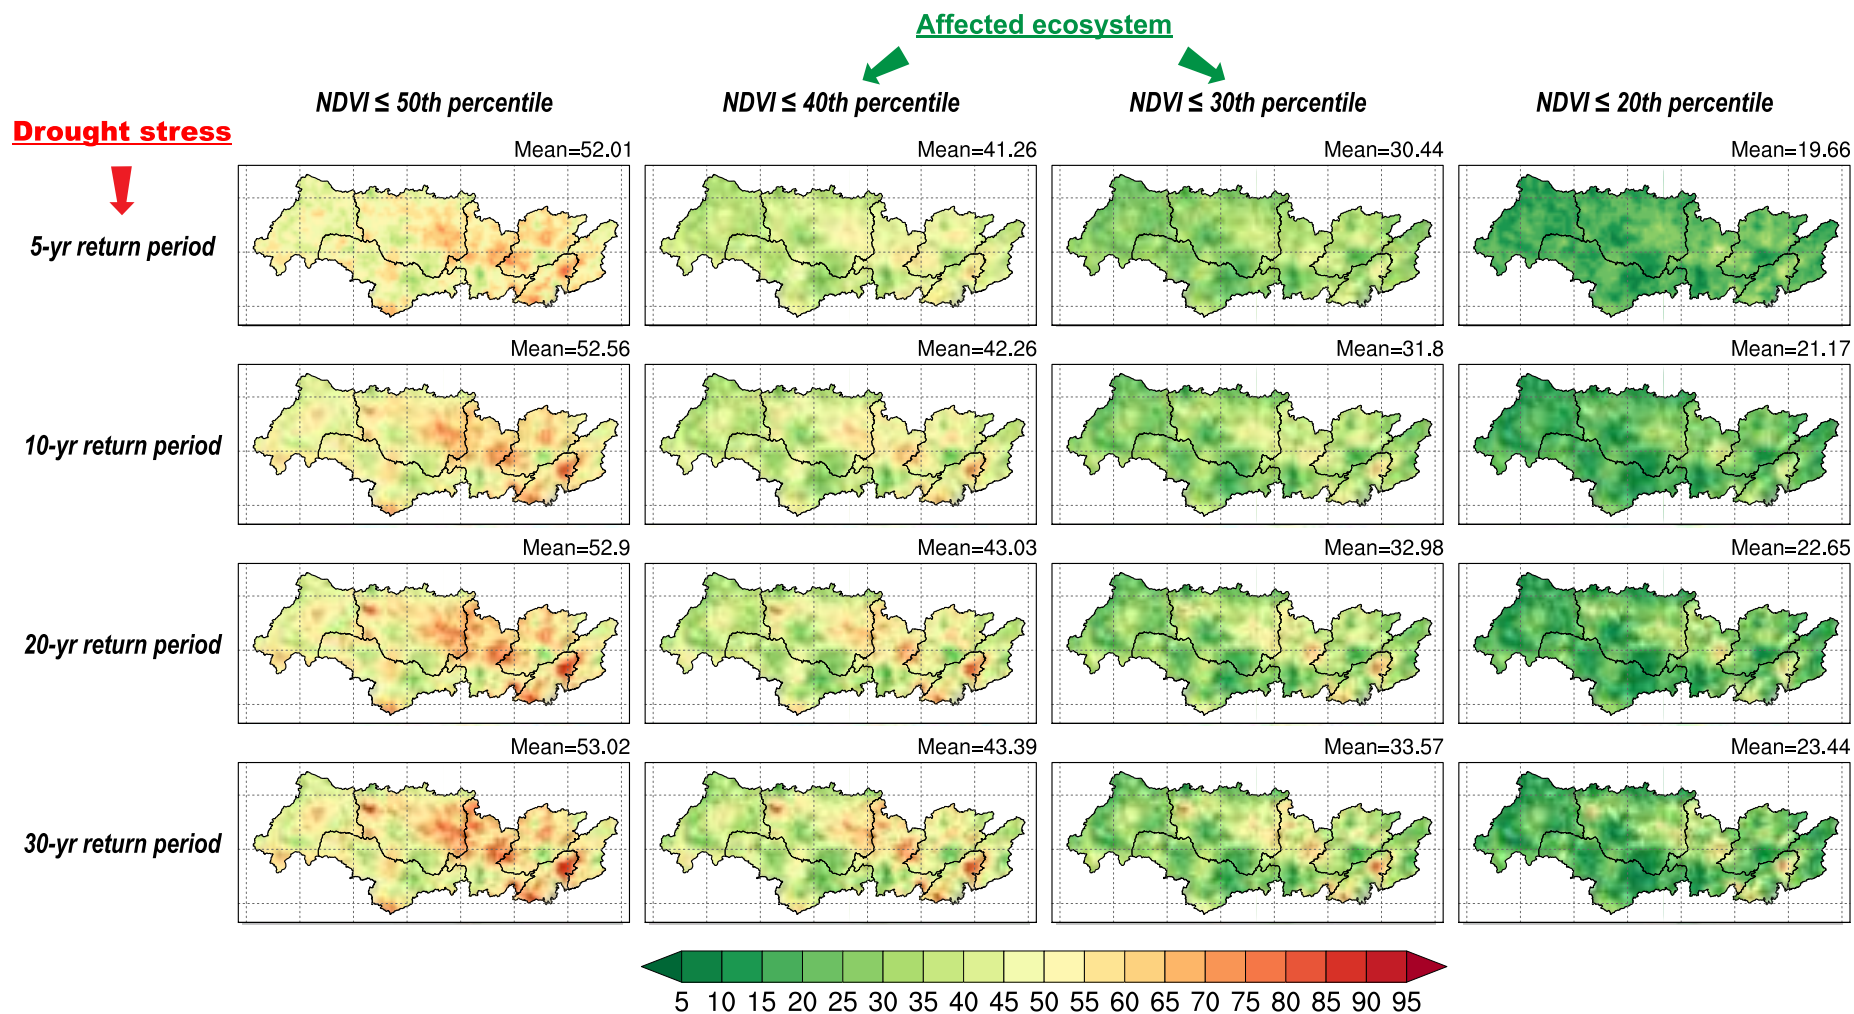 Affected ecosystem
NDVI ≤ 50th percentile
NDVI ≤ 40th percentile
NDVI ≤ 30th percentile
NDVI ≤ 20th percentile
Drought stress
Mean=52.01
Mean=41.26
Mean=30.44
Mean=19.66
5-yr return period
Mean=52.56
Mean=42.26
Mean=31.8
Mean=21.17
10-yr return period
Mean=52.9
Mean=43.03
Mean=32.98
Mean=22.65
20-yr return period
Mean=53.02
Mean=43.39
Mean=33.57
Mean=23.44
30-yr return period
5 10 15 20 25 30 35 40 45 50 55 60 65 70 75 80 85 90 95